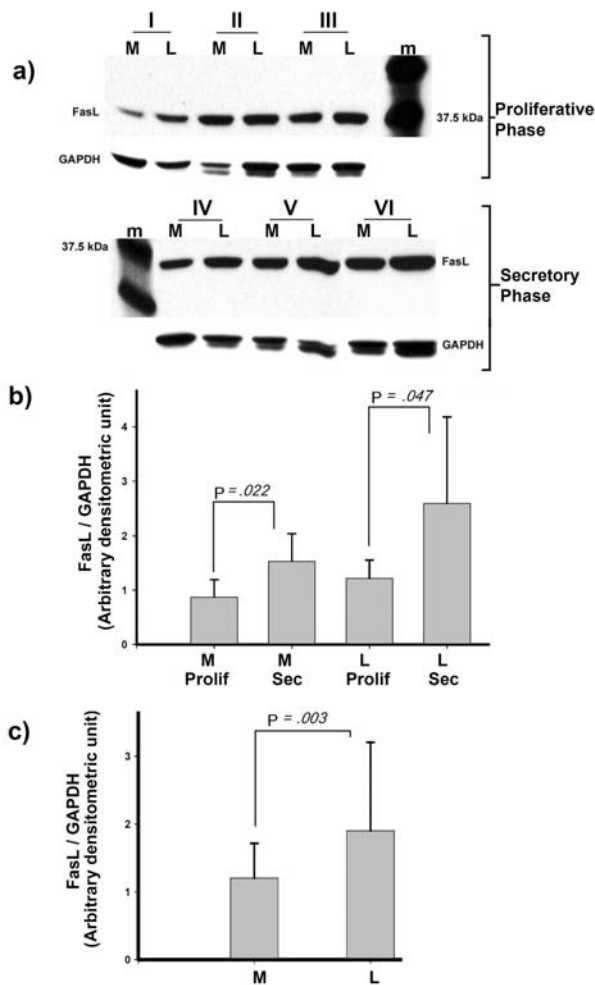 a)
I II III
M L M L M L m
FasL
37.5 kDa
Proliferative
Phase
GAPDH
IV V VI
m M L M L M L
37.5 kDa
FasL
Secretory
Phase
GAPDH
b)
FasL / GAPDH
(Arbitrary densitometric unit)
4
3
2
1
0
P =.022
P = .047
M M L L
Prolif Sec Prolif Sec
c)
FasL / GAPDH
(Arbitrary densitometric unit)
3
2
1
0
P =.003
M L